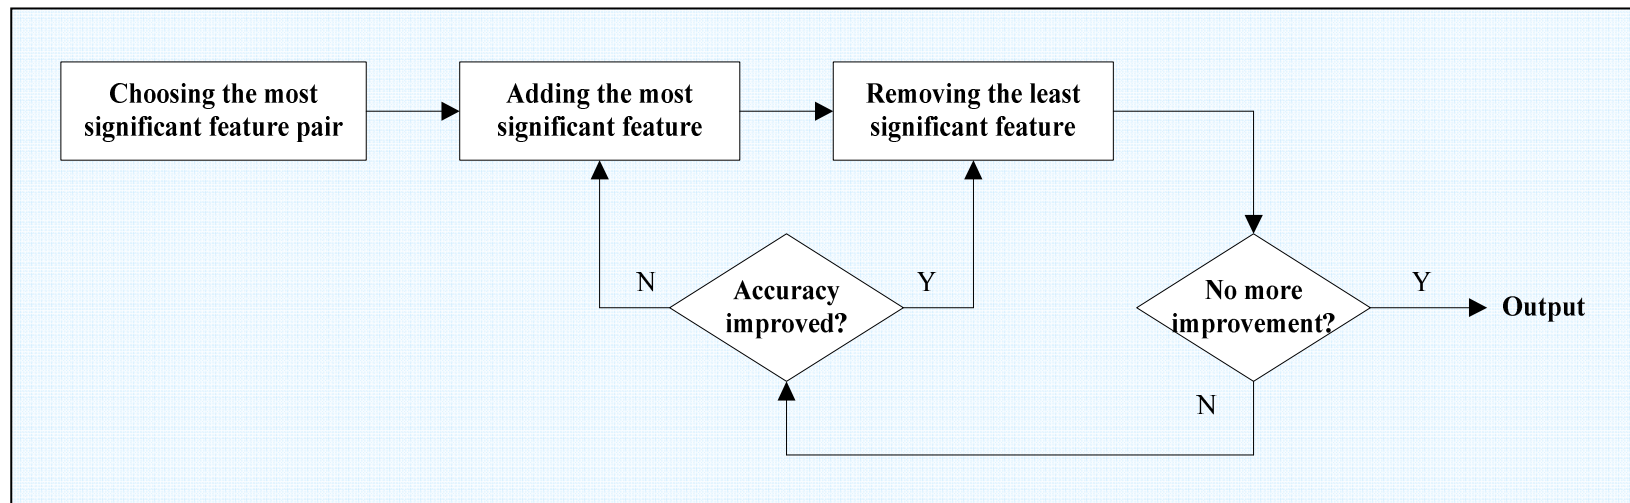 Choosing the most
significant feature pair
Adding the most
significant feature
Removing the least
significant feature
N
Accuracy
improved?
Y
No more
improvement?
Y
Output
N